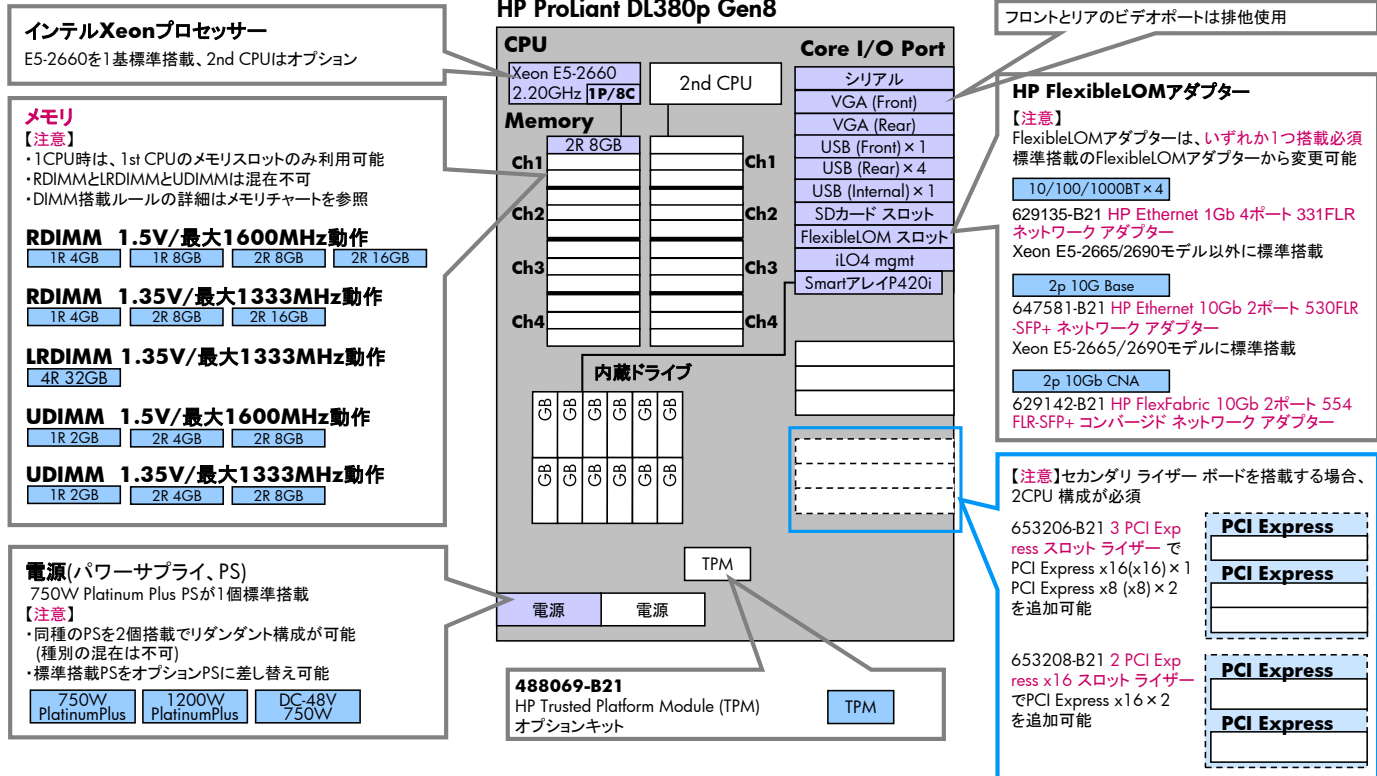 HP ProLiant DL380p Gen8
インテルXeonプロセッサー
E5-2660を1基標準搭載、2nd CPUはオプション
メモリ
【注意】
・1CPU時は、1st CPUのメモリスロットのみ利用可能
・RDIMMとLRDIMMとUDIMMは混在不可
・DIMM搭載ルールの詳細はメモリチャートを参照
RDIMM 1.5V/最大1600MHz動作
1R 4GB 1R 8GB 2R 8GB 2R 16GB
RDIMM 1.35V/最大1333MHz動作
1R 4GB 2R 8GB 2R 16GB
LRDIMM 1.35V/最大1333MHz動作
4R 32GB
UDIMM 1.5V/最大1600MHz動作
1R 2GB 2R 4GB 2R 8GB
UDIMM 1.35V/最大1333MHz動作
1R 2GB 2R 4GB 2R 8GB
電源(パワーサプライ、PS)
750W Platinum Plus PSが1個標準搭載
【注意】
・同種のPSを2個搭載でリダンダント構成が可能
(種別の混在は不可)
・標準搭載PSをオプションPSに差し替え可能
750W PlatinumPlus
1200W PlatinumPlus
DC-48V 750W
CPU
Xeon E5-2660
2.20GHz 1P/8C
2nd CPU
Memory
2R 8GB
Ch1 Ch1
Ch2 Ch2
Ch3 Ch3
Ch4 Ch4
Core I/O Port
シリアル
VGA (Front)
VGA (Rear)
USB (Front)×1
USB (Rear)×4
USB (Internal)×1
SDカード スロット
FlexibleLOM スロット
iLO4 mgmt
SmartアレイP420i
内蔵ドライブ
GB GB GB GB GB GB
GB GB GB GB GB GB
TPM
電源 電源
488069-B21
HP Trusted Platform Module (TPM)
オプションキット
TPM
フロントとリアのビデオポートは排他使用
HP FlexibleLOMアダプター
【注意】
FlexibleLOMアダプターは、いずれか1つ搭載必須
標準搭載のFlexibleLOMアダプターから変更可能
10/100/1000BT×4
629135-B21 HP Ethernet 1Gb 4ポート 331FLR
ネットワーク アダプター
Xeon E5-2665/2690モデル以外に標準搭載
2p 10G Base
647581-B21 HP Ethernet 10Gb 2ポート 530FLR
-SFP+ ネットワーク アダプター
Xeon E5-2665/2690モデルに標準搭載
2p 10Gb CNA
629142-B21 HP FlexFabric 10Gb 2ポート 554
FLR-SFP+ コンバージド ネットワーク アダプター
【注意】セカンダリ ライザー ボードを搭載する場合、
2CPU 構成が必須
653206-B21 3 PCI Exp
ress スロット ライザー で
PCI Express x16(x16)×1
PCI Express x8 (x8)×2
を追加可能
PCI Express
PCI Express
653208-B21 2 PCI Exp
ress x16 スロット ライザー
でPCI Express x16×2
を追加可能
PCI Express
PCI Express